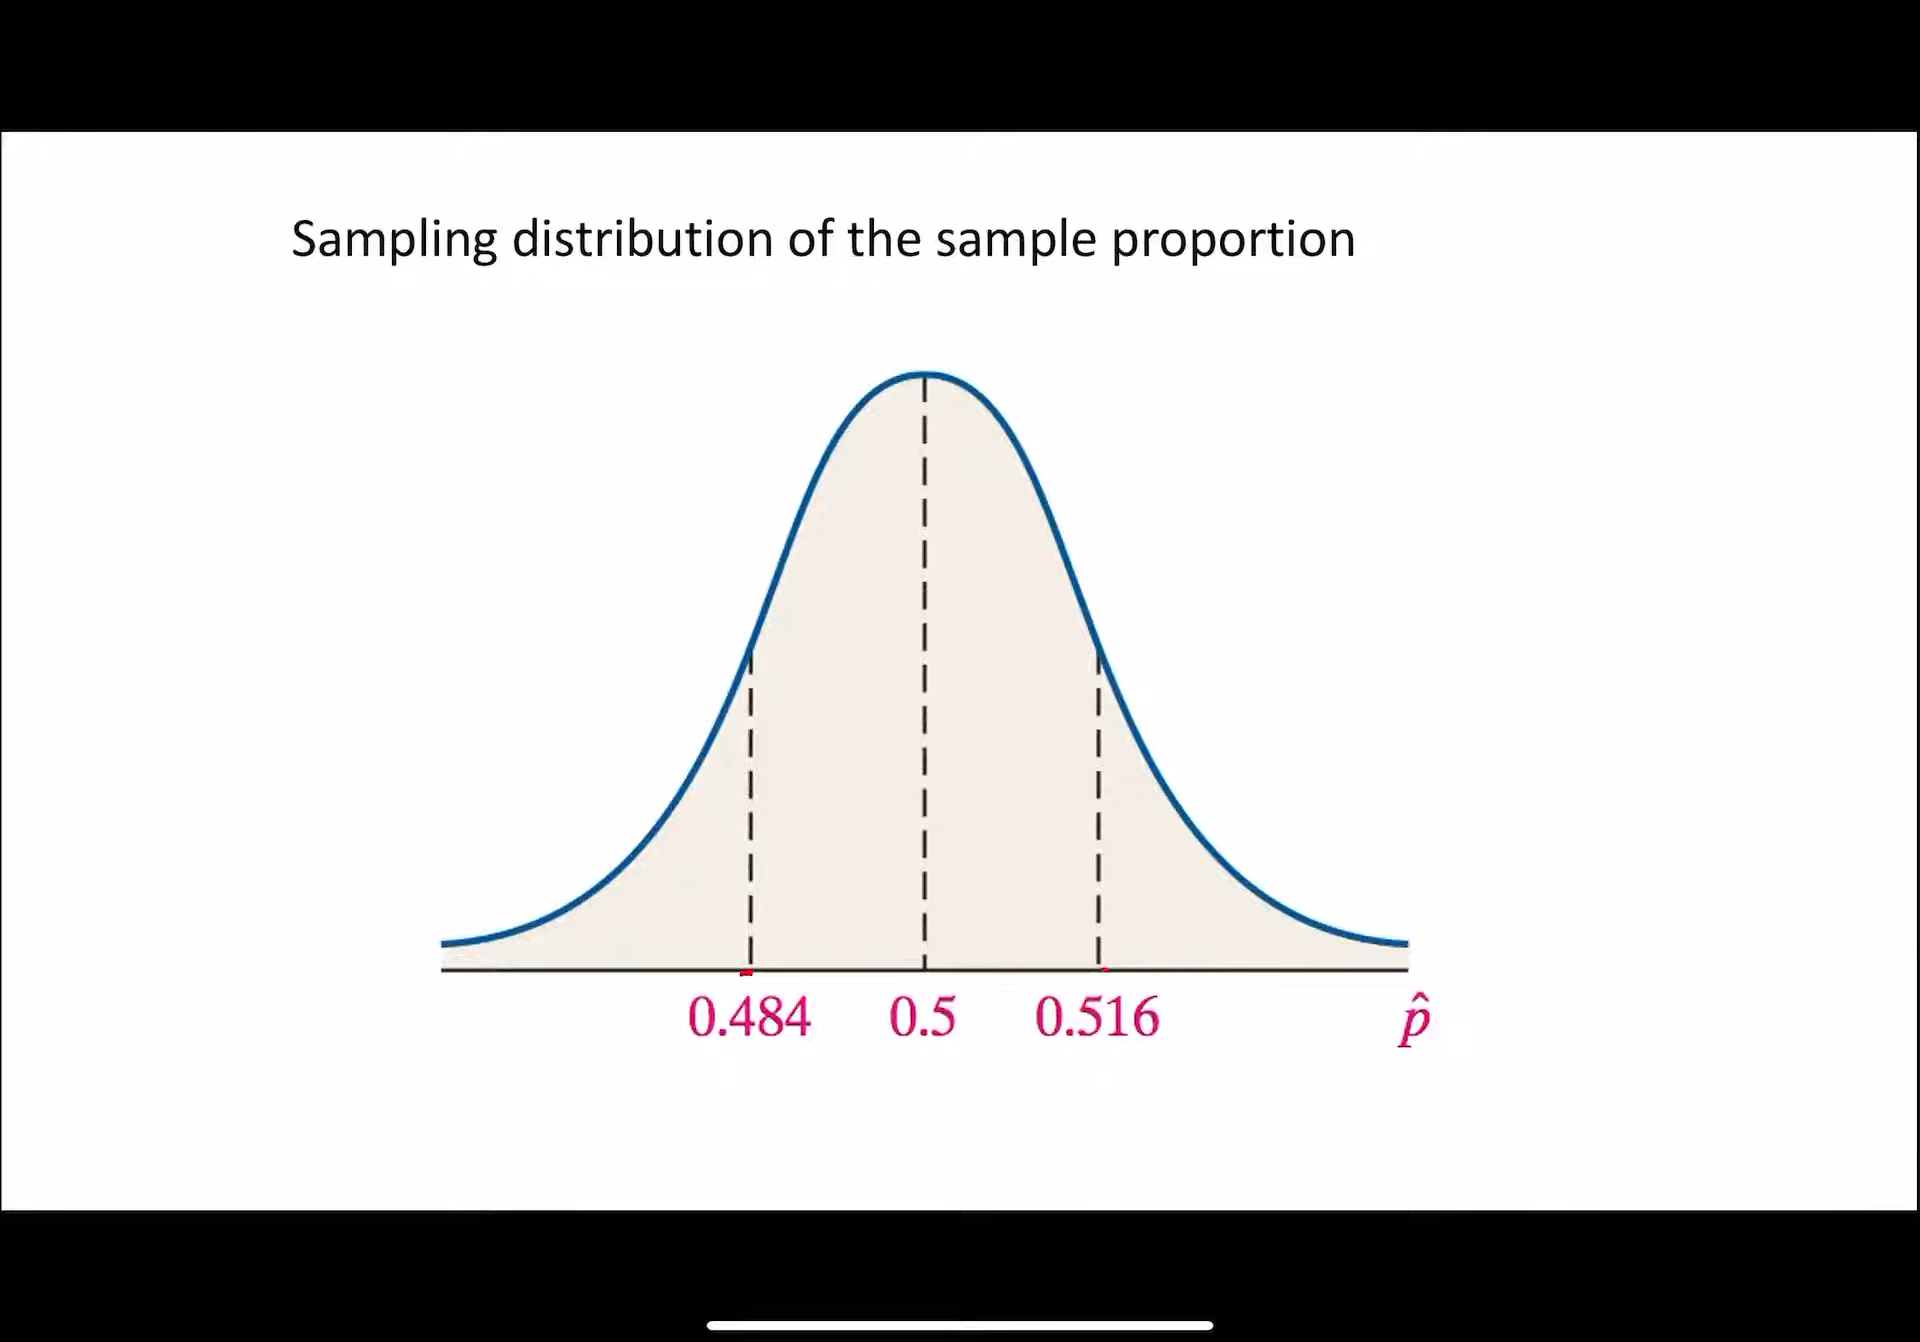 Sampling distribution of the sample proportion
0.484 0.5 0.516 p̂